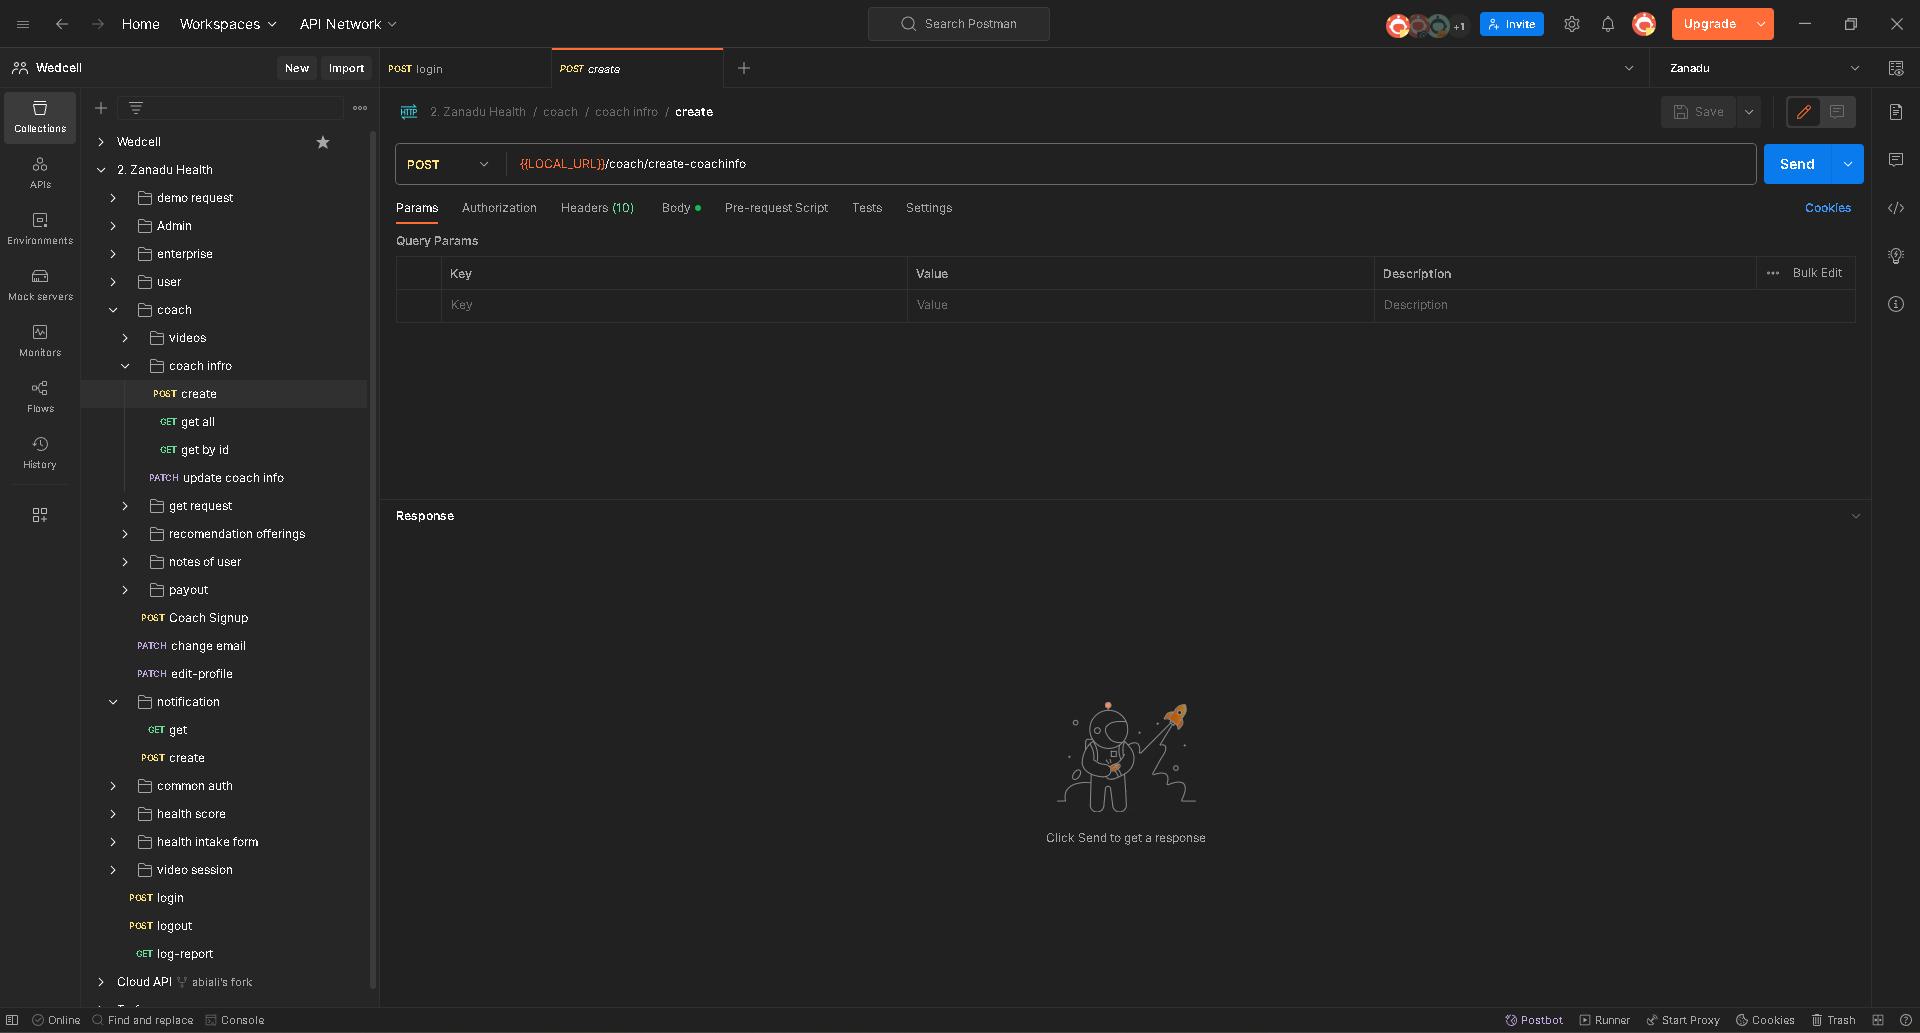 Home Workspaces API Network Search Postman +1 Invite Upgrade
Wedcell New Import POST login POST create Zanadu
Collections
APIs
Environments
Mock servers
Monitors
Flows
History
Wedcell
2. Zanadu Health
demo request
Admin
enterprise
user
coach
videos
coach infro
POST create
GET get all
GET get by id
PATCH update coach info
get request
recomendation offerings
notes of user
payout
POST Coach Signup
PATCH change email
PATCH edit-profile
notification
GET get
POST create
common auth
health score
health intake form
video session
POST login
POST logout
GET log-report
Cloud API abiali's fork
HTTP 2. Zanadu Health / coach / coach infro / create Save
POST {{LOCAL_URL}}/coach/create-coachinfo Send
Params Authorization Headers (10) Body Pre-request Script Tests Settings Cookies
Query Params
Key Value Description Bulk Edit
Key Value Description
Response
Click Send to get a response
Online Find and replace Console Postbot Runner Start Proxy Cookies Trash